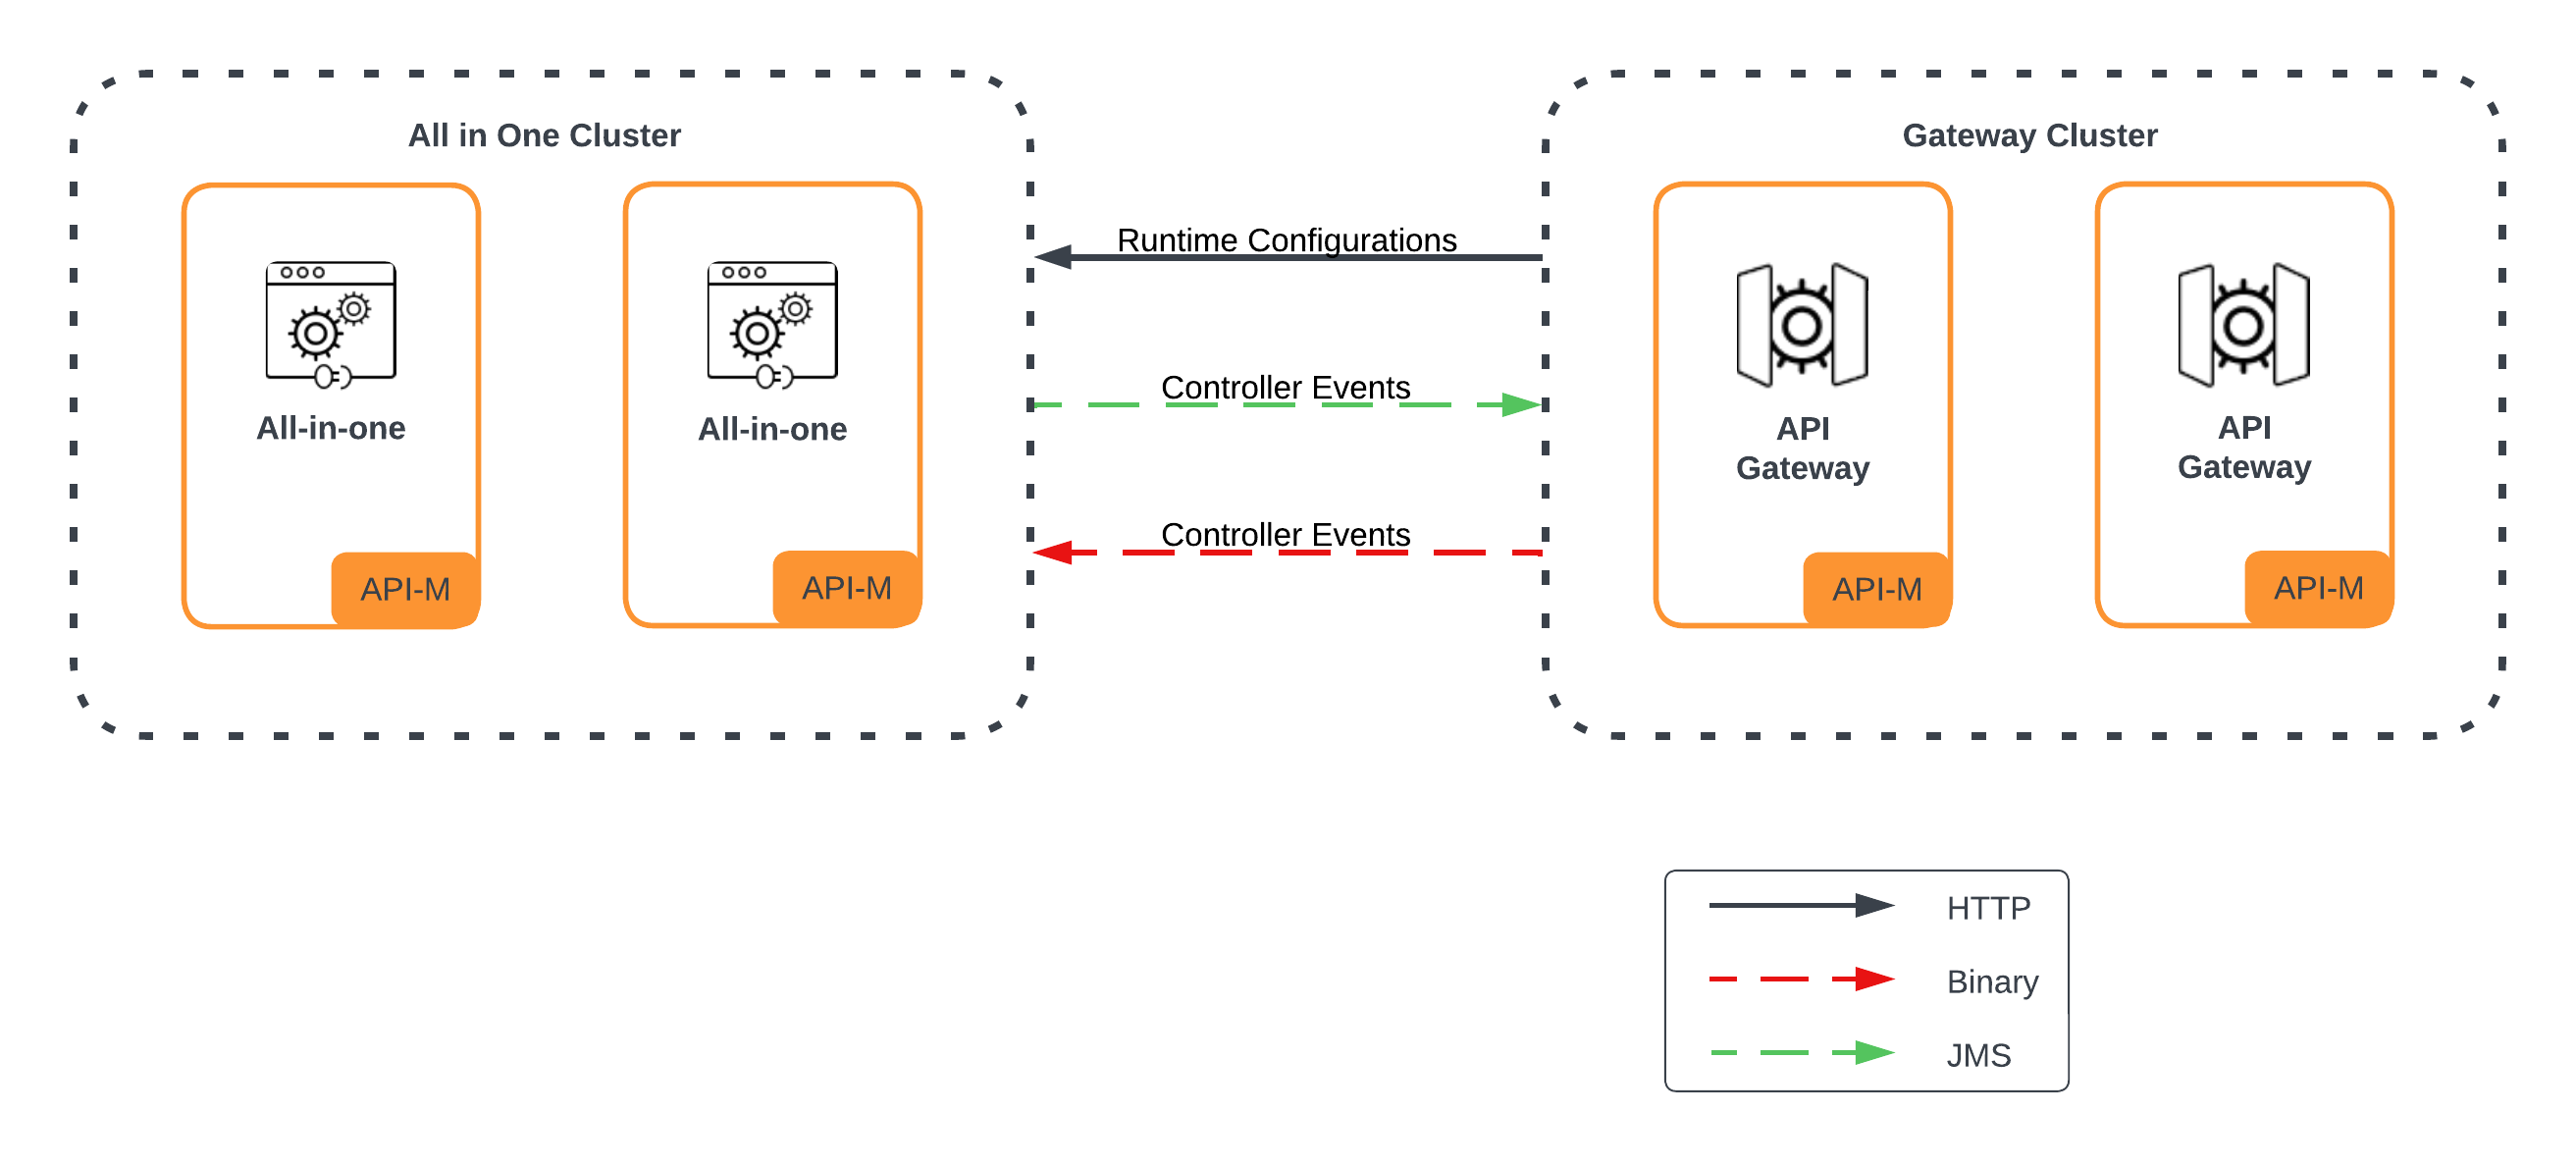 All in One Cluster
All-in-one
API-M
All-in-one
API-M
Runtime Configurations
Controller Events
Controller Events
Gateway Cluster
API
Gateway
API-M
API
Gateway
API-M
HTTP
Binary
JMS